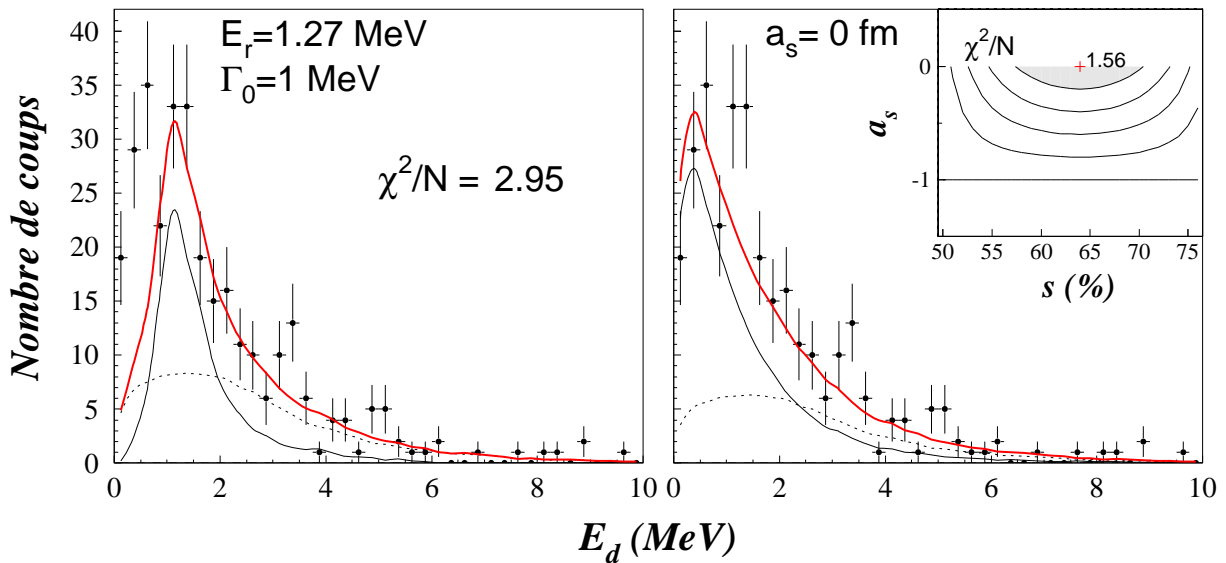 Nombre de coups
40
35
30
25
20
15
10
5
0
E_r=1.27 MeV
Γ_0=1 MeV
χ^2/N = 2.95
0 2 4 6 8 10
a_s= 0 fm
χ^2/N
1.56
a_s
0
-1
50 55 60 65 70 75
s (%)
0 2 4 6 8 10
E_d (MeV)